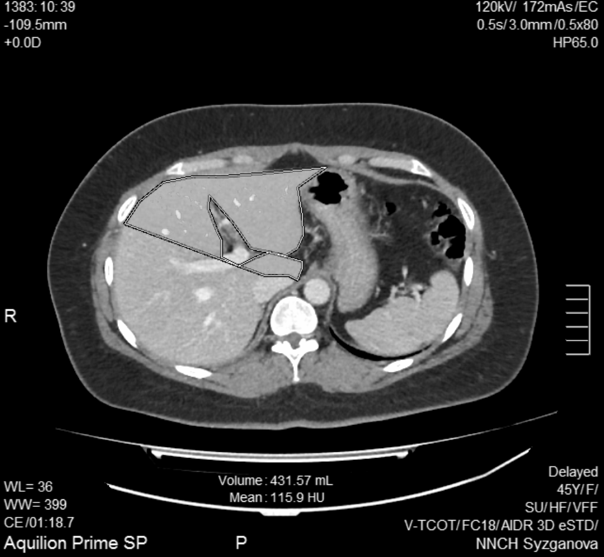 1383: 10:39
-109.5mm
+0.0D
120kV/ 172mAs/EC
0.5s/ 3.0mm/0.5x80
HP65.0
R
Volume: 431.57 mL
Mean: 115.9 HU
WL= 36
WW= 399
CE/01:18.7
Aquilion Prime SP
P
Delayed
45Y/F/
SU/HF/VFF
V-TCOT/FC18/AIDR 3D eSTD/
NNCH Syzganova